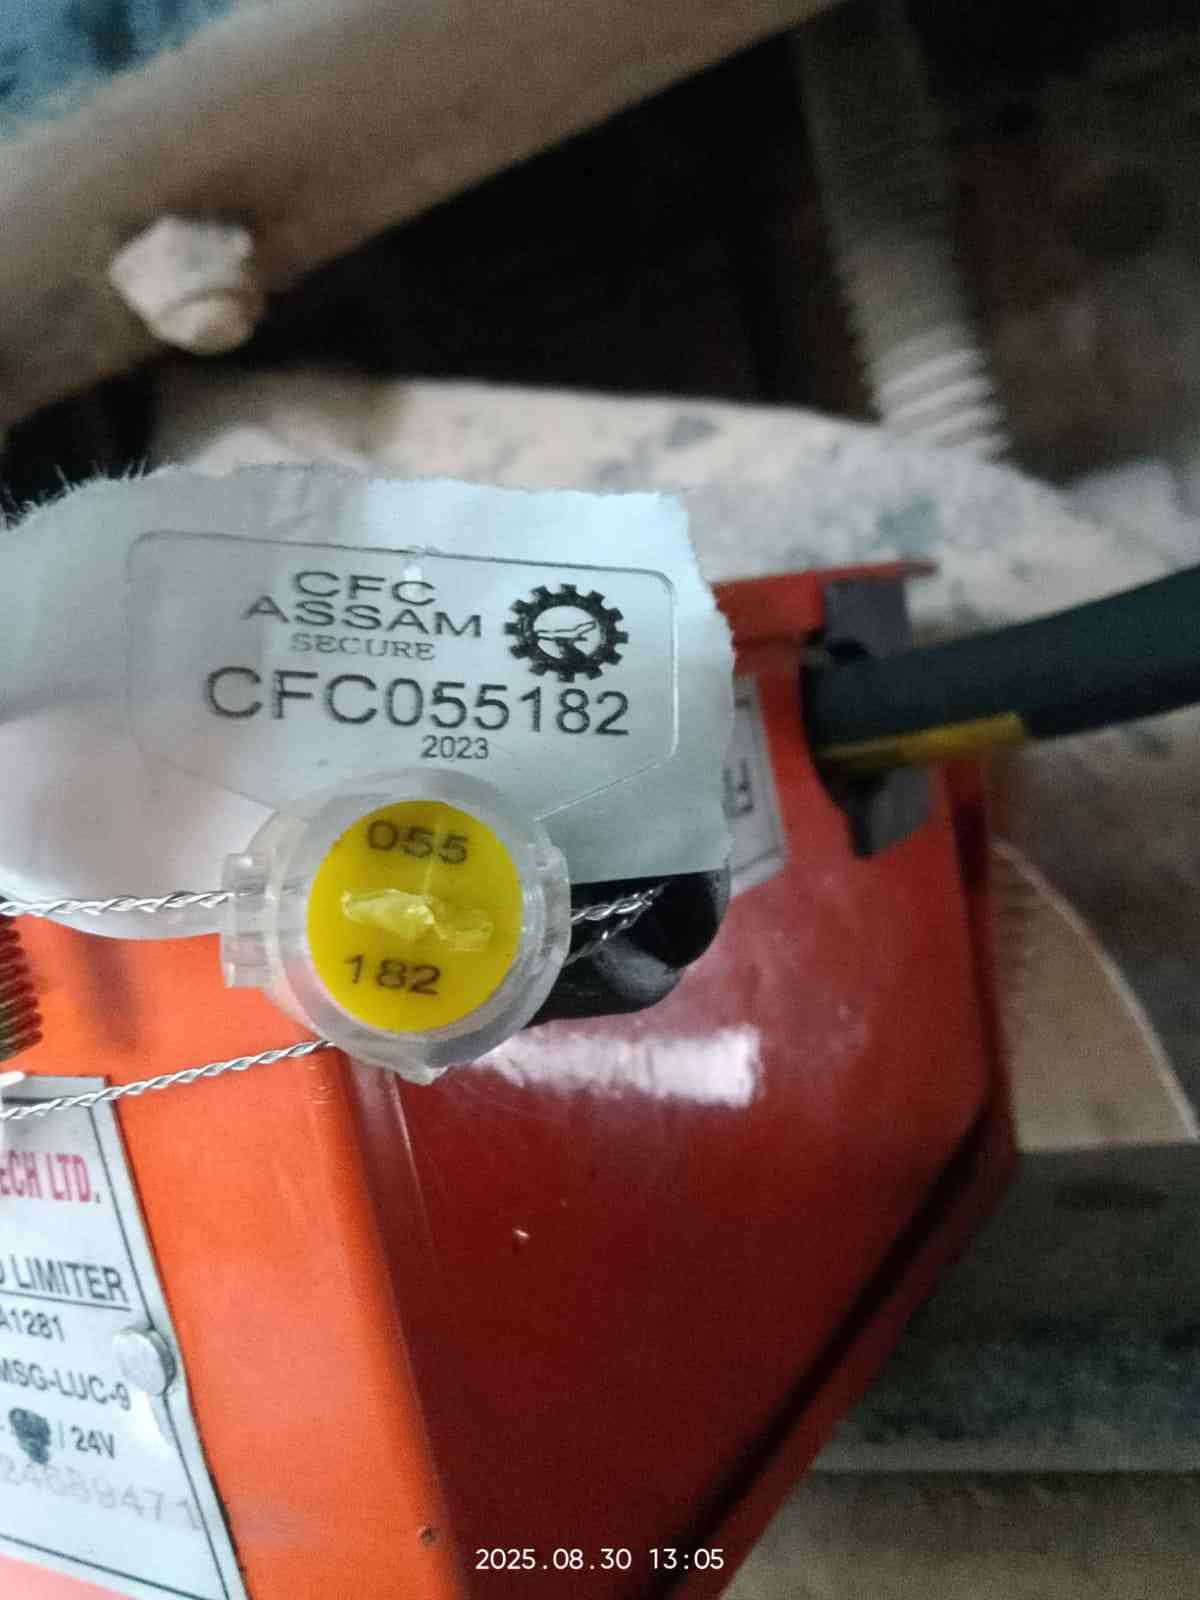 CFC
ASSAM
SECURE
CFC055182
2023
055
182
ECH LTD.
LIMITER
A1281
MSG-LUC-9
24V
24689471
2025.08.30 13:05